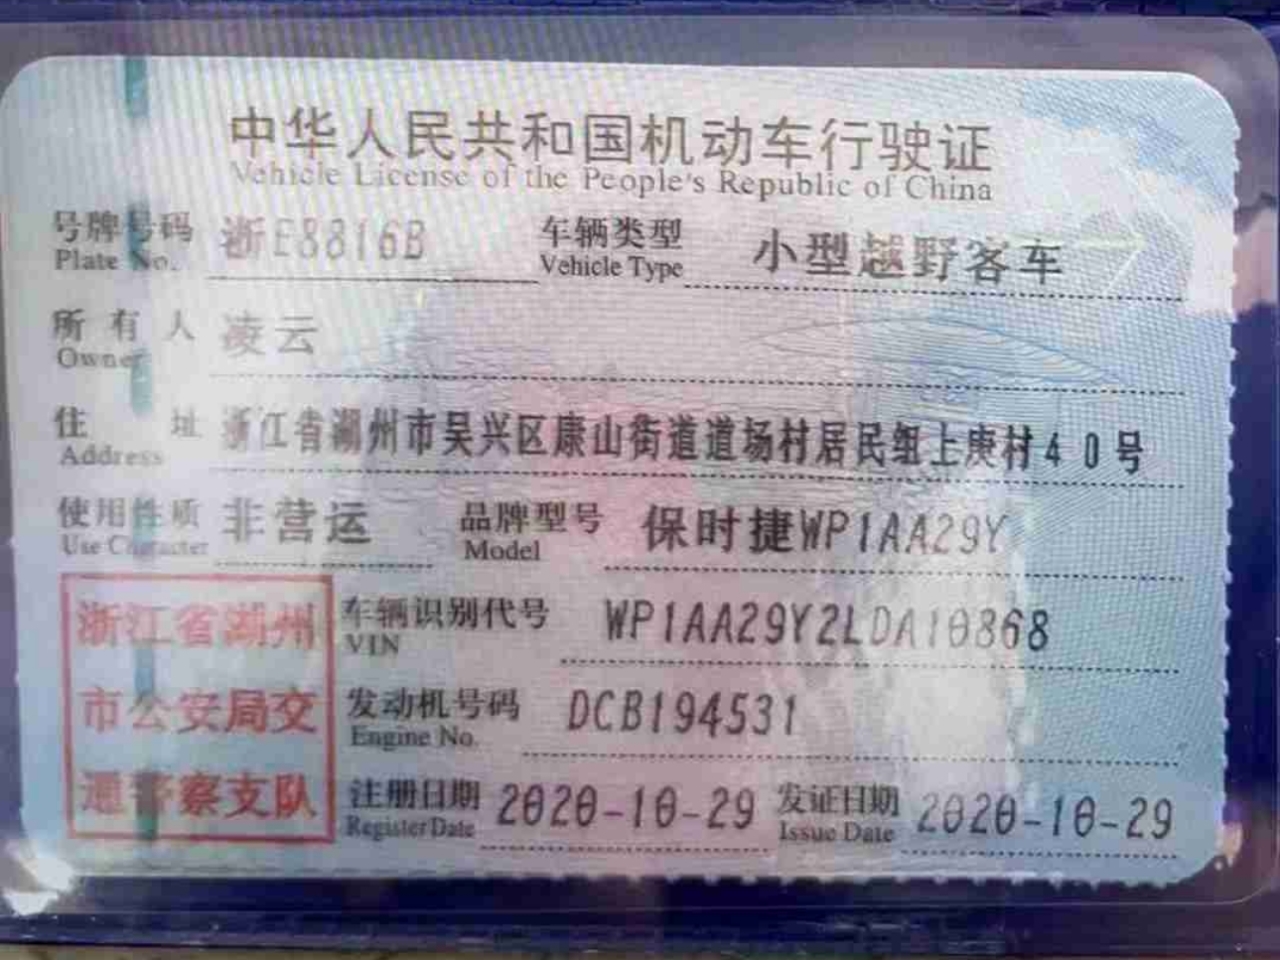 中华人民共和国机动车行驶证
Vehicle License of the People's Republic of China
号牌号码 浙E8816B 车辆类型 小型越野客车
Plate No. Vehicle Type
所有人 凌云
Owner
住址 浙江省湖州市吴兴区康山街道道场村居民组上庚村40号
Address
使用性质 非营运 品牌型号 保时捷WP1AA29Y
Use Character Model
浙江省湖州 车辆识别代号 WP1AA29Y2LDA10868
VIN
市公安局交 发动机号码 DCB194531
Engine No.
通警察支队 注册日期 2020-10-29 发证日期 2020-10-29
Register Date Issue Date